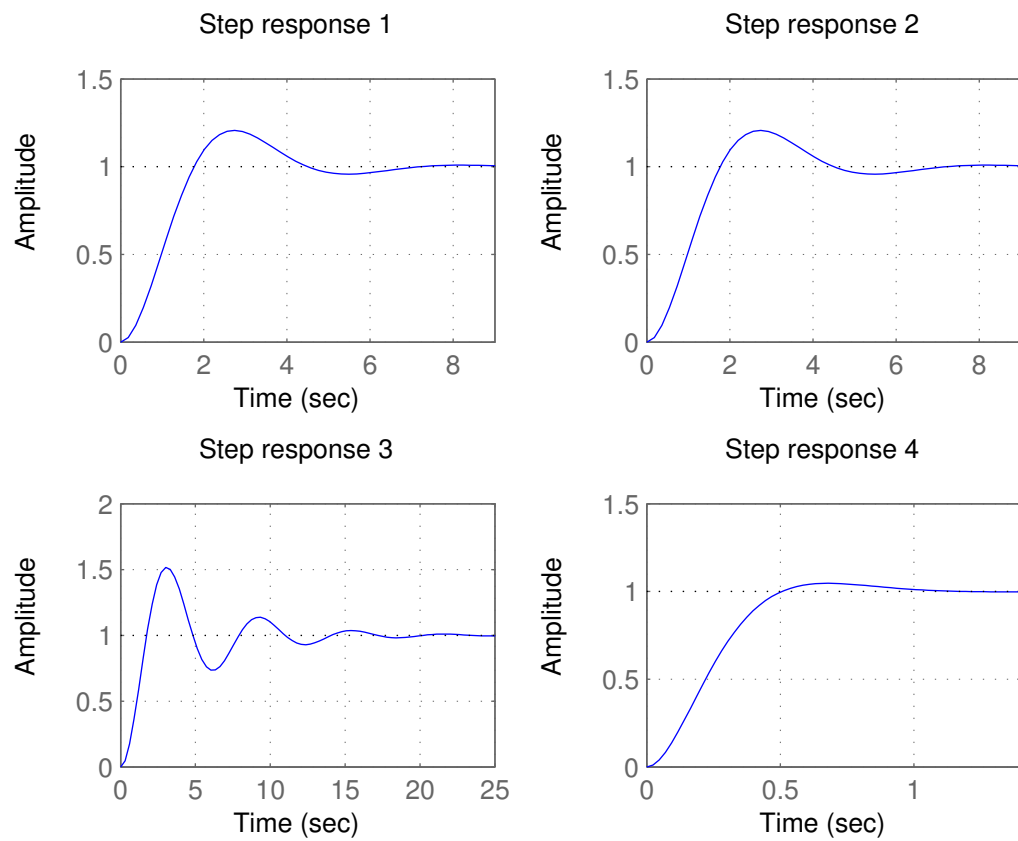 Step response 1
1.5
1
0.5
0
Amplitude
0 2 4 6 8
Time (sec)
Step response 2
1.5
1
0.5
0
Amplitude
0 2 4 6 8
Time (sec)
Step response 3
2
1.5
1
0.5
0
Amplitude
0 5 10 15 20 25
Time (sec)
Step response 4
1.5
1
0.5
0
Amplitude
0 0.5 1
Time (sec)